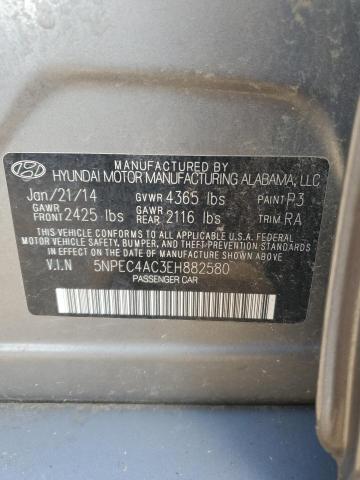 MANUFACTURED BY
HYUNDAI MOTOR MANUFACTURING ALABAMA, LLC
Jan/21/14 GVWR 4365 lbs PAINT P3
GAWR FRONT 2425 lbs GAWR REAR 2116 lbs TRIM RA
THIS VEHICLE CONFORMS TO ALL APPLICABLE U.S.A. FEDERAL
MOTOR VEHICLE SAFETY, BUMPER, AND THEFT PREVENTION
STANDARDS IN EFFECT ON THE DATE OF MANUFACTURE SHOWN ABOVE.
V.I.N 5NPEC4AC3EH882580
PASSENGER CAR